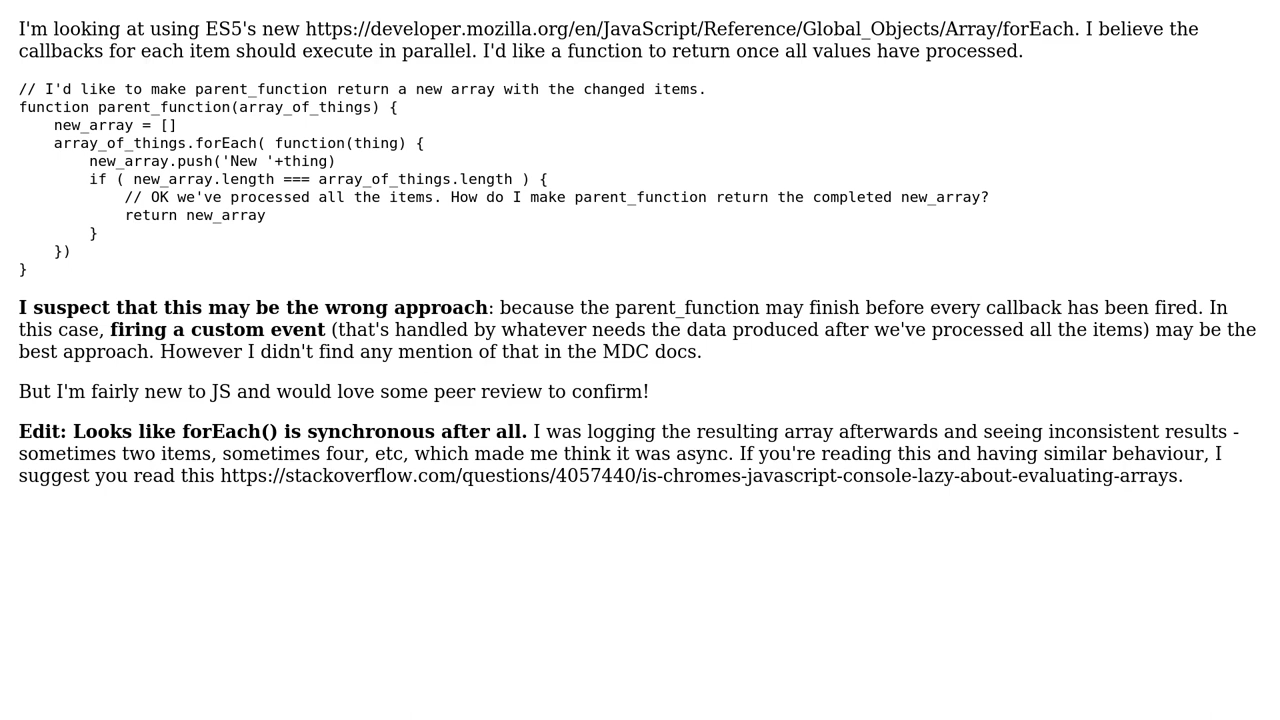 I'm looking at using ES5's new https://developer.mozilla.org/en/JavaScript/Reference/Global_Objects/Array/forEach. I believe the
callbacks for each item should execute in parallel. I'd like a function to return once all values have processed.
// I'd like to make parent_function return a new array with the changed items.
function parent_function(array_of_things) {
    new_array = []
    array_of_things.forEach( function(thing) {
        new_array.push('New '+thing)
        if ( new_array.length === array_of_things.length ) {
            // OK we've processed all the items. How do I make parent_function return the completed new_array?
            return new_array
        }
    })
}
I suspect that this may be the wrong approach: because the parent_function may finish before every callback has been fired. In
this case, firing a custom event (that's handled by whatever needs the data produced after we've processed all the items) may be the
best approach. However I didn't find any mention of that in the MDC docs.
But I'm fairly new to JS and would love some peer review to confirm!
Edit: Looks like forEach() is synchronous after all. I was logging the resulting array afterwards and seeing inconsistent results -
sometimes two items, sometimes four, etc, which made me think it was async. If you're reading this and having similar behaviour, I
suggest you read this https://stackoverflow.com/questions/4057440/is-chromes-javascript-console-lazy-about-evaluating-arrays.